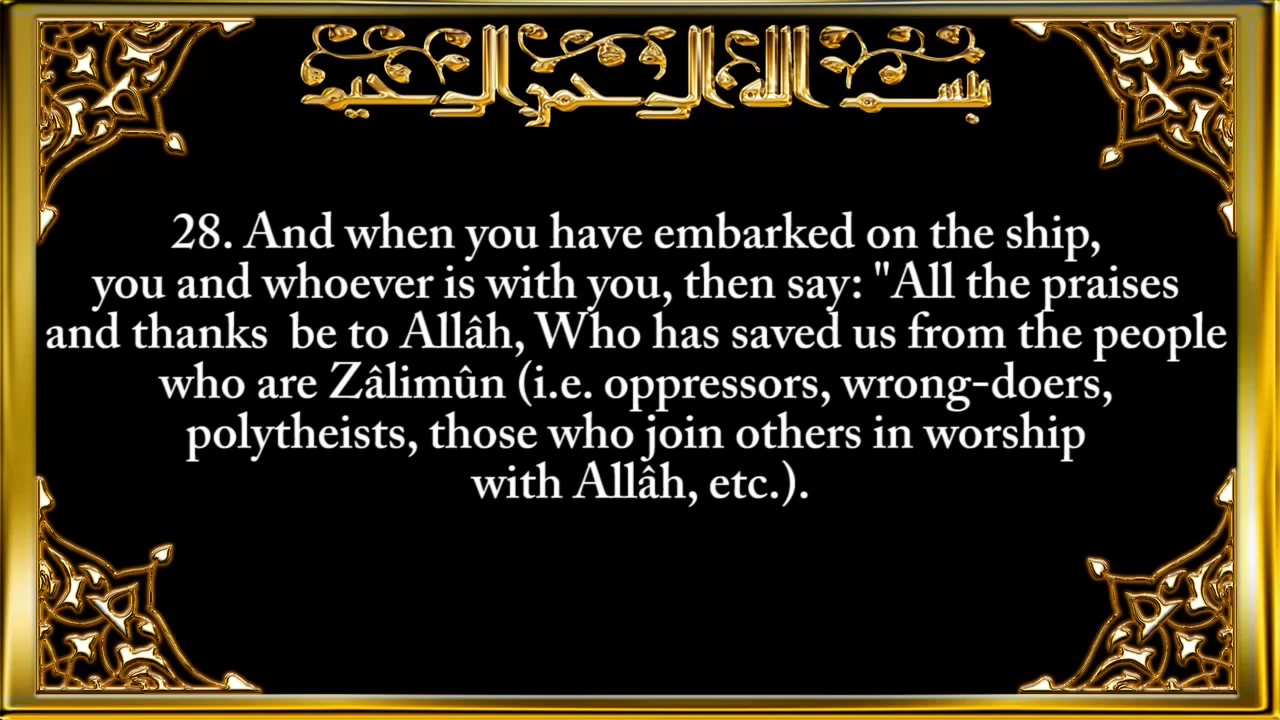 بسم الله الرحمن الرحيم
28. And when you have embarked on the ship,
you and whoever is with you, then say: "All the praises
and thanks  be to Allâh, Who has saved us from the people
who are Zâlimûn (i.e. oppressors, wrong-doers,
polytheists, those who join others in worship
with Allâh, etc.).